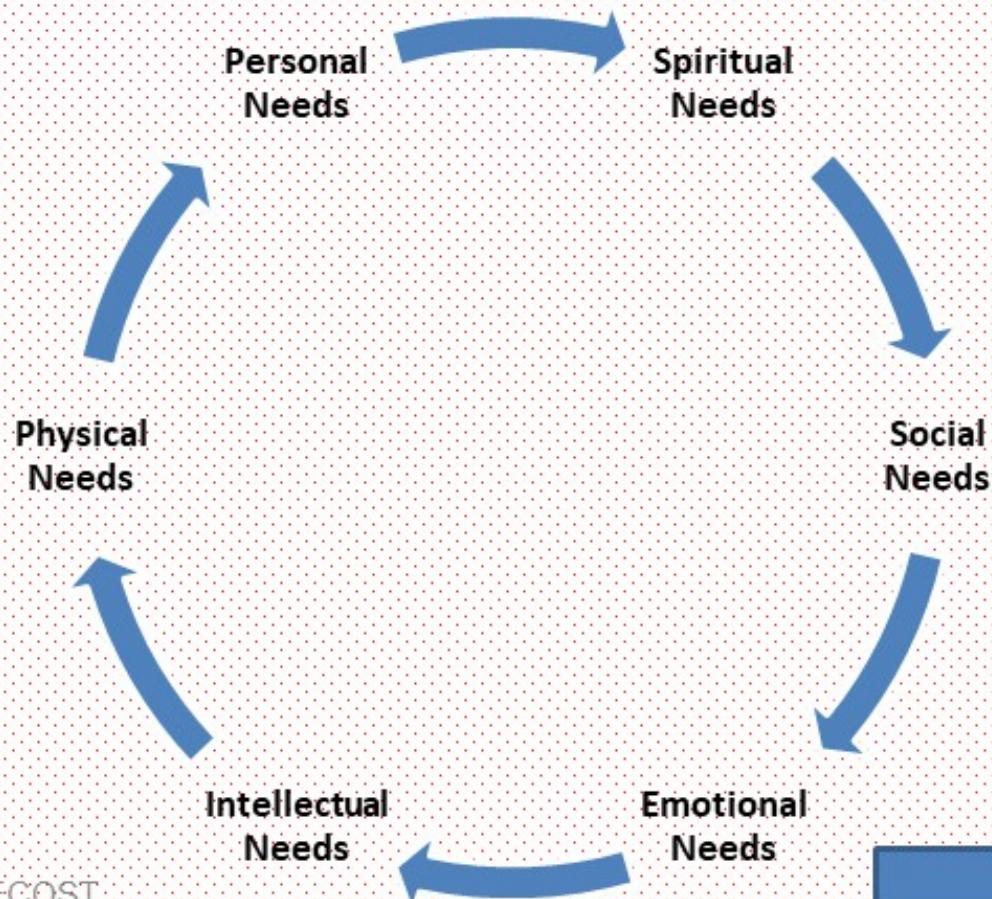 Personal
Needs
Spiritual
Needs
Social
Needs
Emotional
Needs
Intellectual
Needs
Physical
Needs